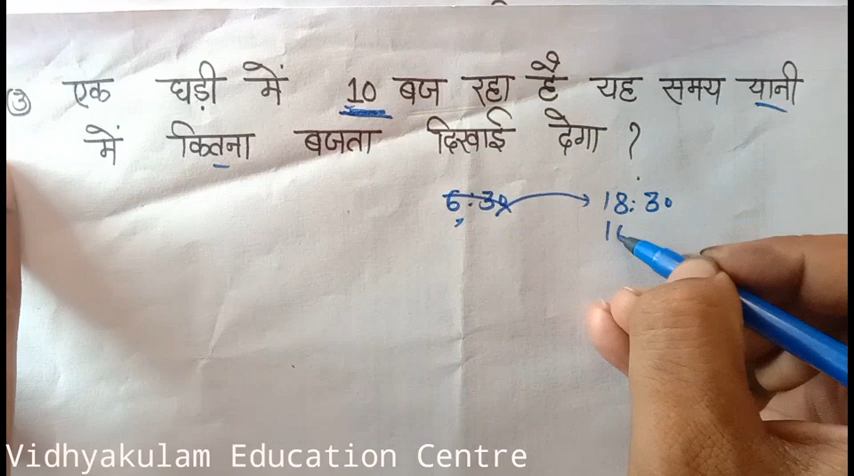 ③ एक घड़ी में 10 बज रहा है यह समय यानी
में कितना बजता दिखाई देगा ?
6:30 → 18:30
Vidhyakulam Education Centre